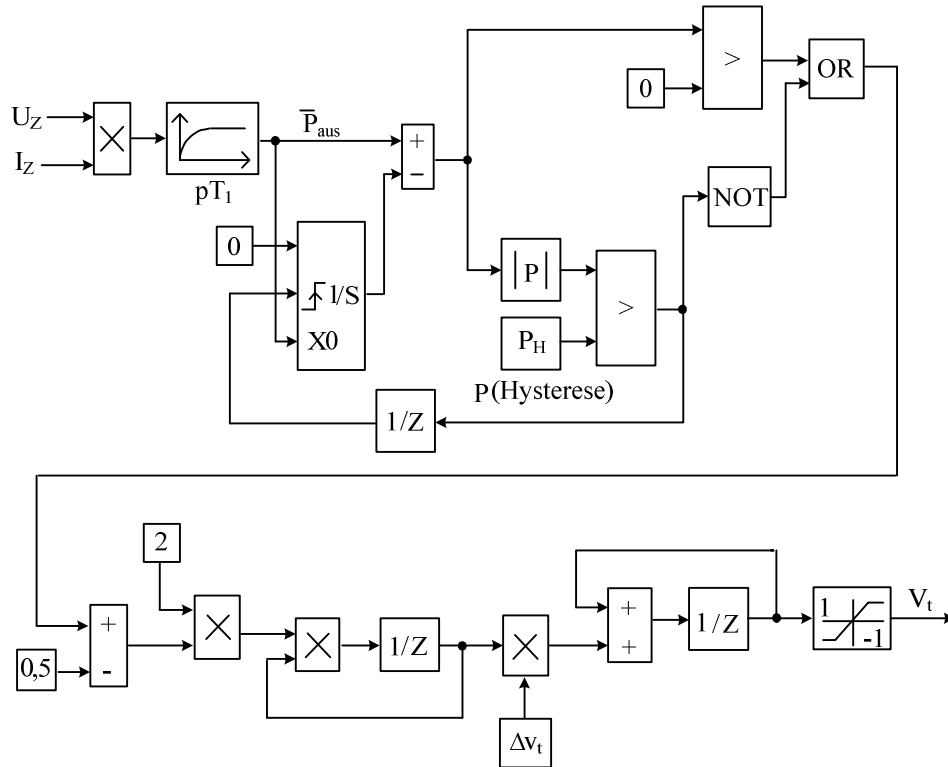 U_Z
I_Z
pT_1
P̅_aus
+
−
>
0
OR
NOT
0
1/S
X0
|P|
P_H
>
P(Hysterese)
1/Z
2
+
-
0,5
1/Z
Δv_t
+
+
1/Z
1
-1
V_t